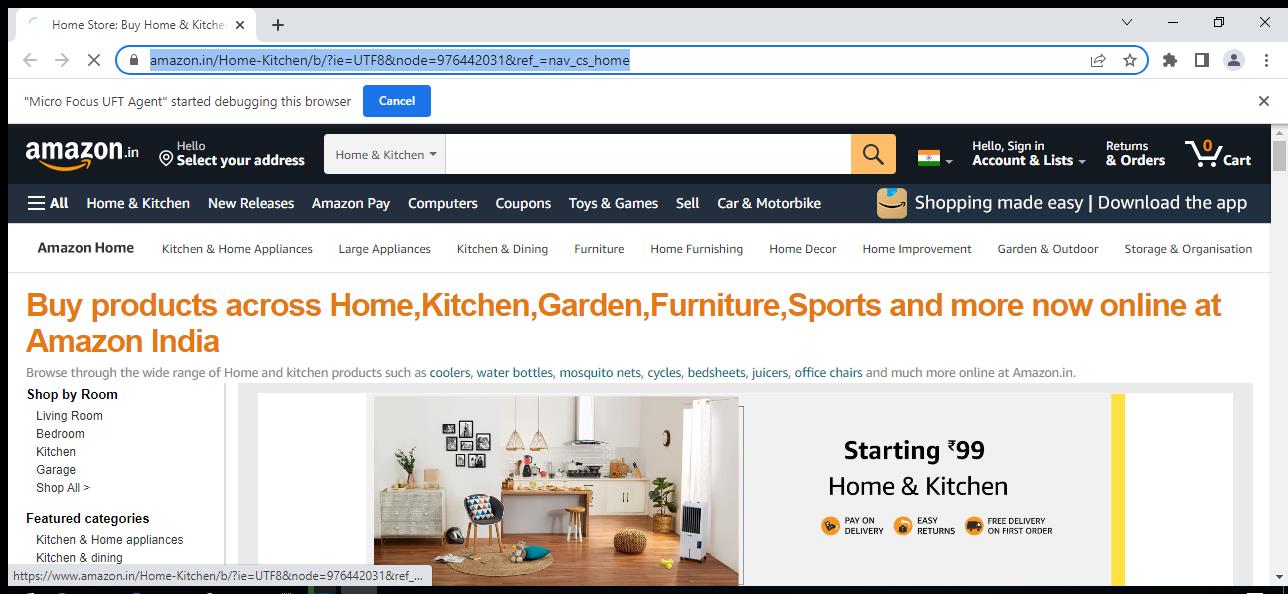 Home Store: Buy Home & Kitche
amazon.in/Home-Kitchen/b/?ie=UTF8&node=976442031&ref_=nav_cs_home
"Micro Focus UFT Agent" started debugging this browser Cancel
amazon.in
Hello
Select your address
Home & Kitchen
Hello, Sign in
Account & Lists
Returns
& Orders
0
Cart
All Home & Kitchen New Releases Amazon Pay Computers Coupons Toys & Games Sell Car & Motorbike Shopping made easy | Download the app
Amazon Home Kitchen & Home Appliances Large Appliances Kitchen & Dining Furniture Home Furnishing Home Decor Home Improvement Garden & Outdoor Storage & Organisation
Buy products across Home,Kitchen,Garden,Furniture,Sports and more now online at
Amazon India
Browse through the wide range of Home and kitchen products such as coolers, water bottles, mosquito nets, cycles, bedsheets, juicers, office chairs and much more online at Amazon.in.
Shop by Room
Living Room
Bedroom
Kitchen
Garage
Shop All >
Featured categories
Kitchen & Home appliances
Kitchen & dining
Starting ₹99
Home & Kitchen
PAY ON
DELIVERY
EASY
RETURNS
FREE DELIVERY
ON FIRST ORDER
https://www.amazon.in/Home-Kitchen/b/?ie=UTF8&node=976442031&ref_...